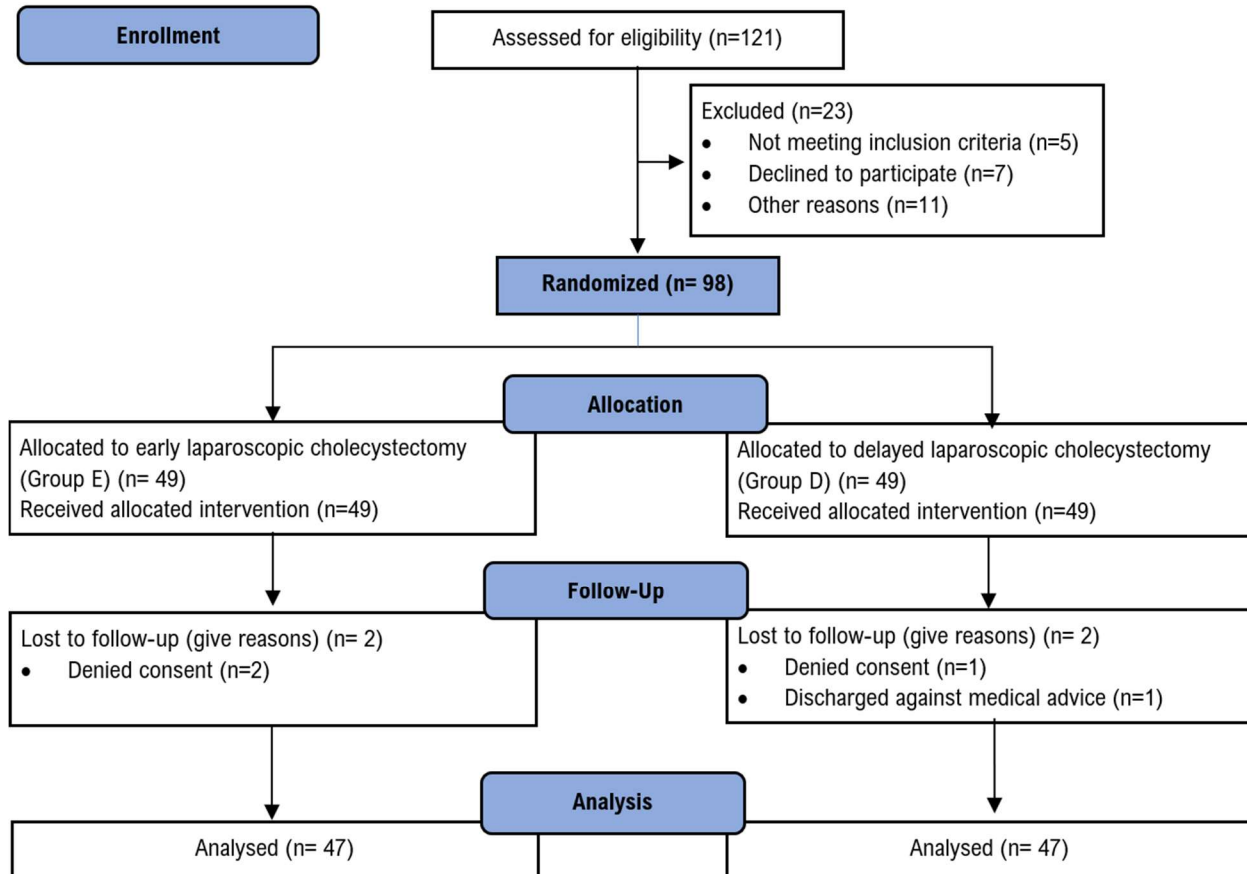 Enrollment
Assessed for eligibility (n=121)
Excluded (n=23)
• Not meeting inclusion criteria (n=5)
• Declined to participate (n=7)
• Other reasons (n=11)
Randomized (n= 98)
Allocation
Allocated to early laparoscopic cholecystectomy
(Group E) (n= 49)
Received allocated intervention (n=49)
Allocated to delayed laparoscopic cholecystectomy
(Group D) (n= 49)
Received allocated intervention (n=49)
Follow-Up
Lost to follow-up (give reasons) (n= 2)
• Denied consent (n=2)
Lost to follow-up (give reasons) (n= 2)
• Denied consent (n=1)
• Discharged against medical advice (n=1)
Analysis
Analysed (n= 47)
Analysed (n= 47)